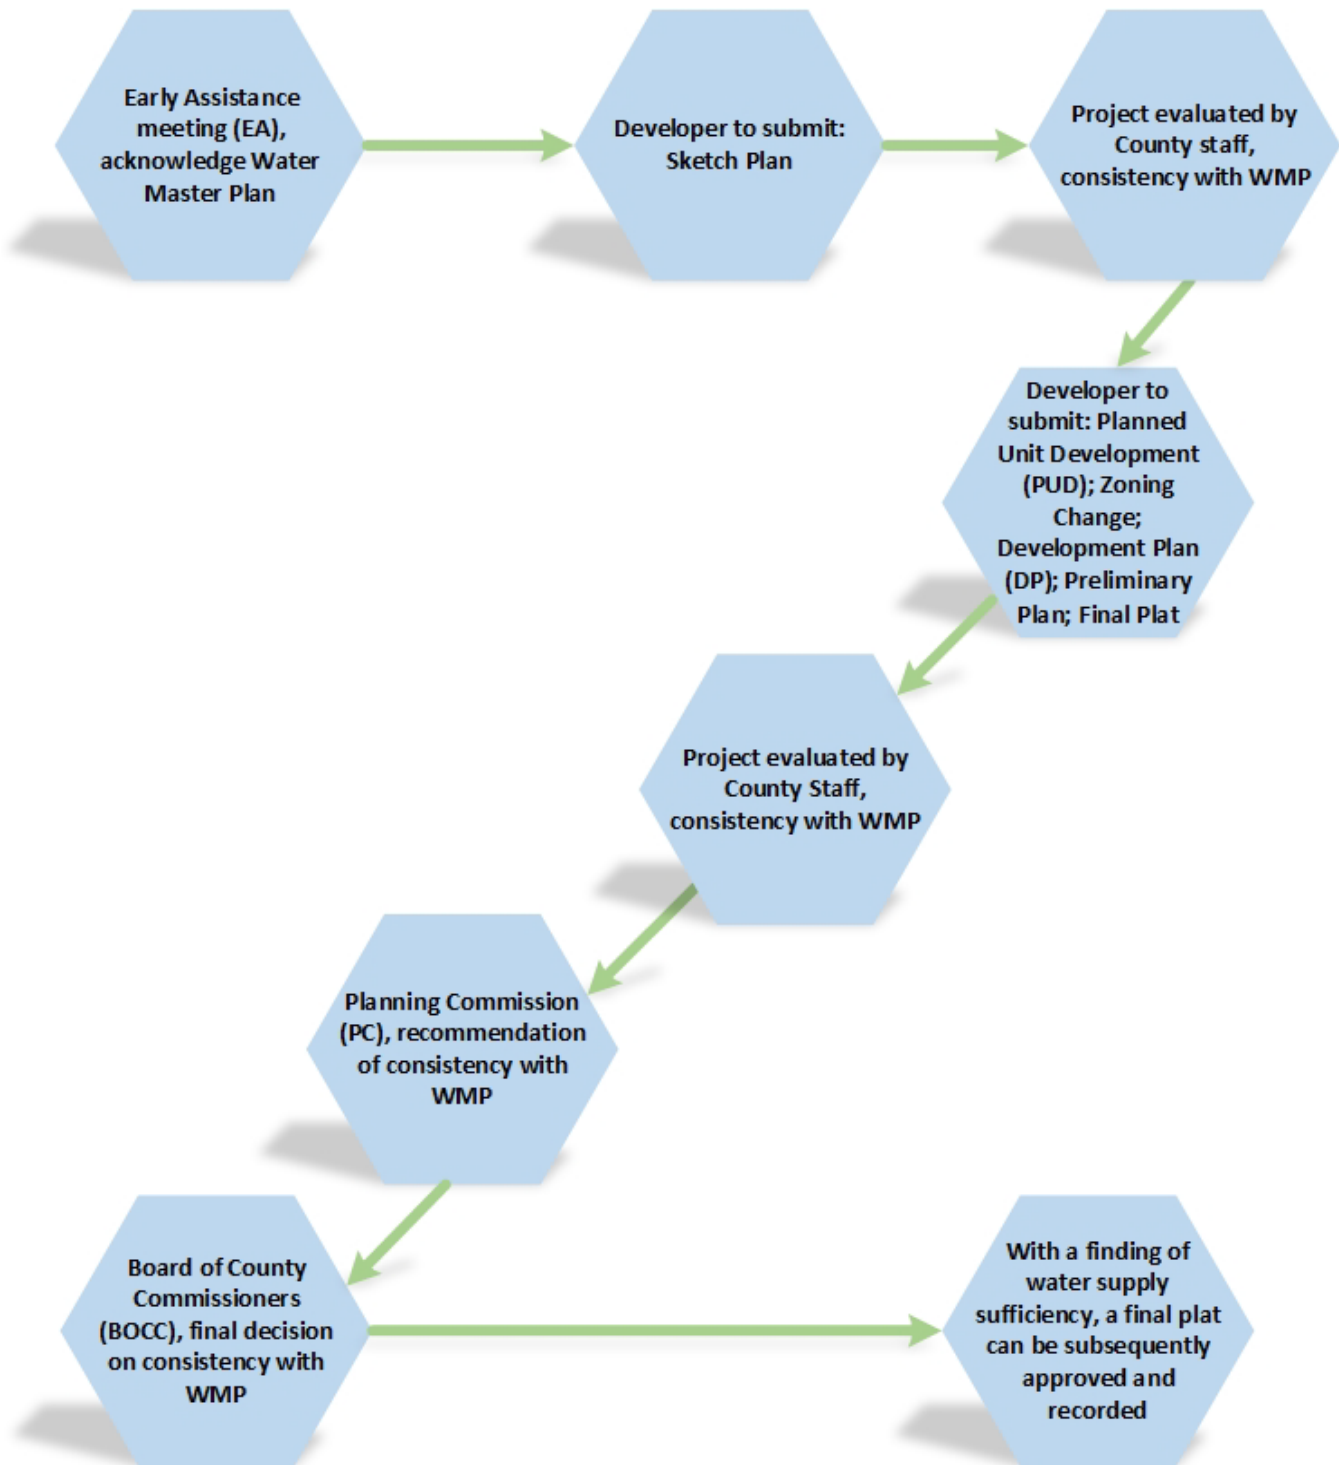 Early Assistance
meeting (EA),
acknowledge Water
Master Plan
Developer to submit:
Sketch Plan
Project evaluated by
County staff,
consistency with WMP
Developer to
submit: Planned
Unit Development
(PUD); Zoning
Change;
Development Plan
(DP); Preliminary
Plan; Final Plat
Project evaluated by
County Staff,
consistency with WMP
Planning Commission
(PC), recommendation
of consistency with
WMP
Board of County
Commissioners
(BOCC), final decision
on consistency with
WMP
With a finding of
water supply
sufficiency, a final plat
can be subsequently
approved and
recorded